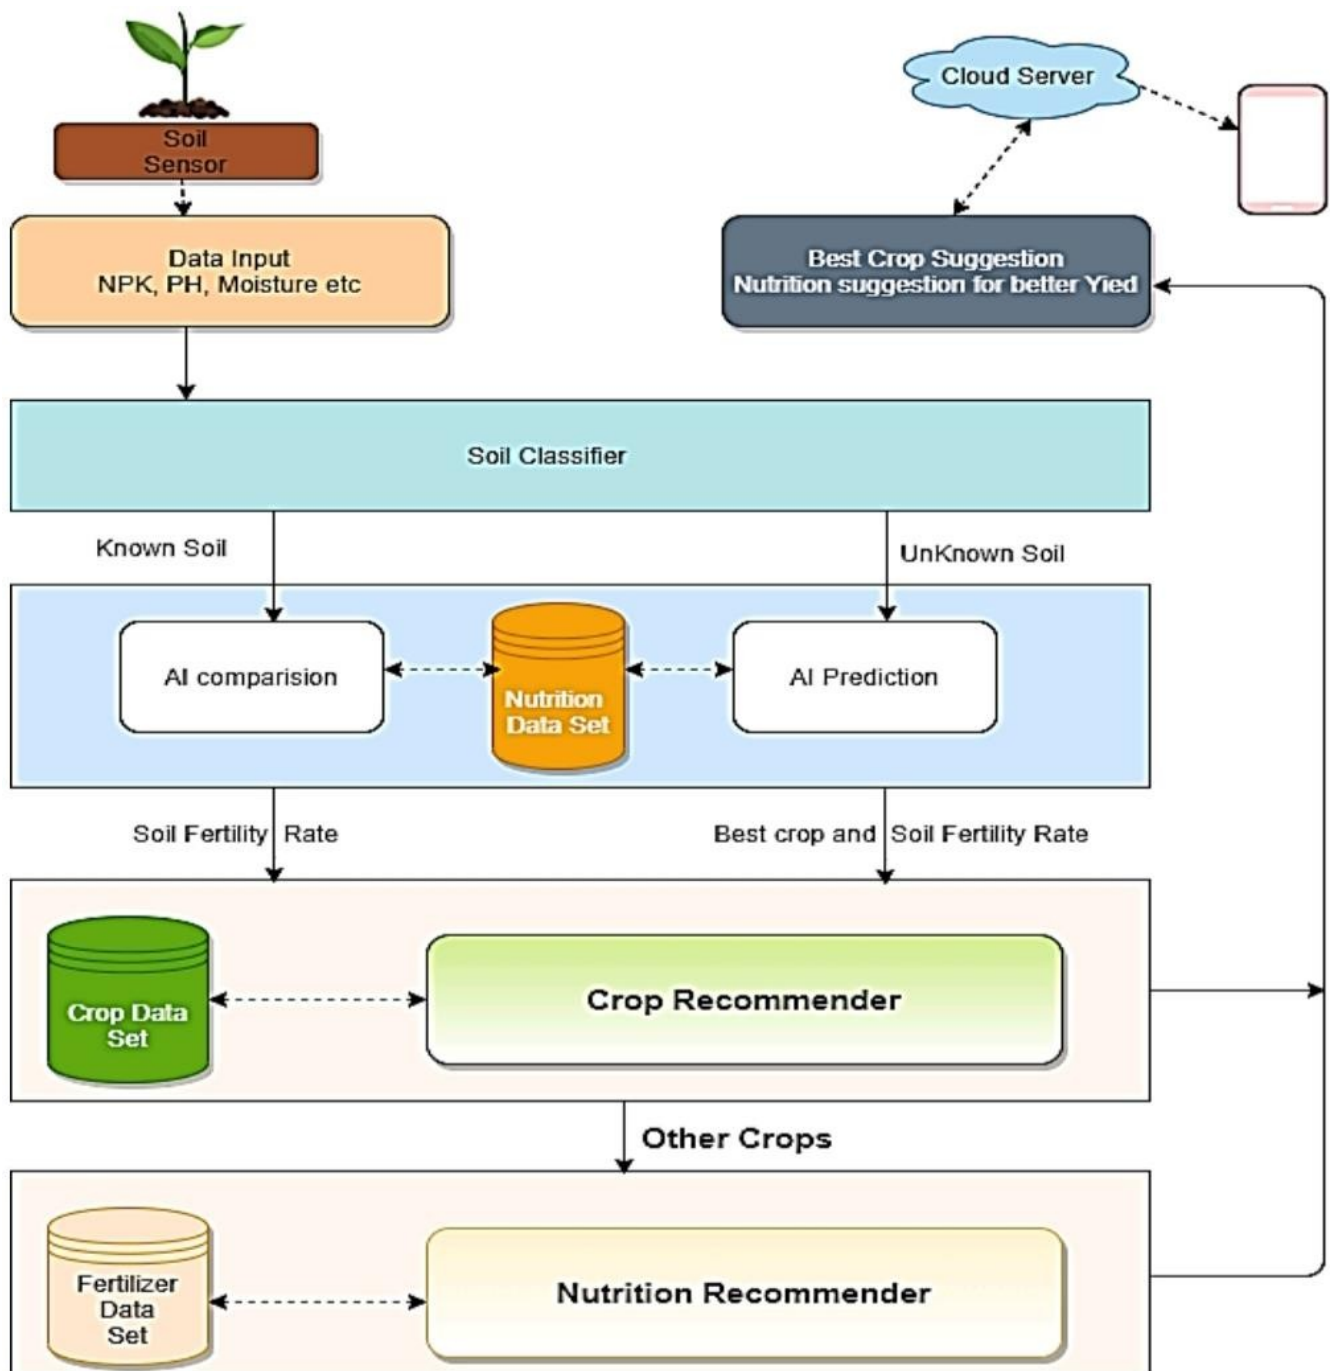 Soil
Sensor
Cloud Server
Data Input
NPK, PH, Moisture etc
Best Crop Suggestion
Nutrition suggestion for better Yied
Soil Classifier
Known Soil
UnKnown Soil
AI comparision
Nutrition
Data Set
AI Prediction
Soil Fertility Rate
Best crop and Soil Fertility Rate
Crop Data
Set
Crop Recommender
Other Crops
Fertilizer
Data
Set
Nutrition Recommender